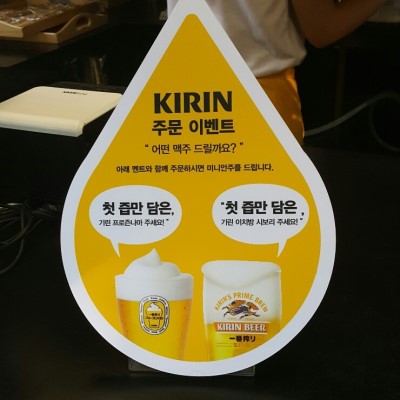 KIRIN
주문 이벤트
“ 어떤 맥주 드릴까요? ”
아래 멘트와 함께 주문하시면 미니안주를 드립니다.
첫 즙만 담은,
기린 프로즌나마 주세요! ”
“ 첫 즙만 담은 ,
기린 이치방 시보리 주세요! ”
KIRIN'S PRIME BREW
KIRIN BEER
一番搾り